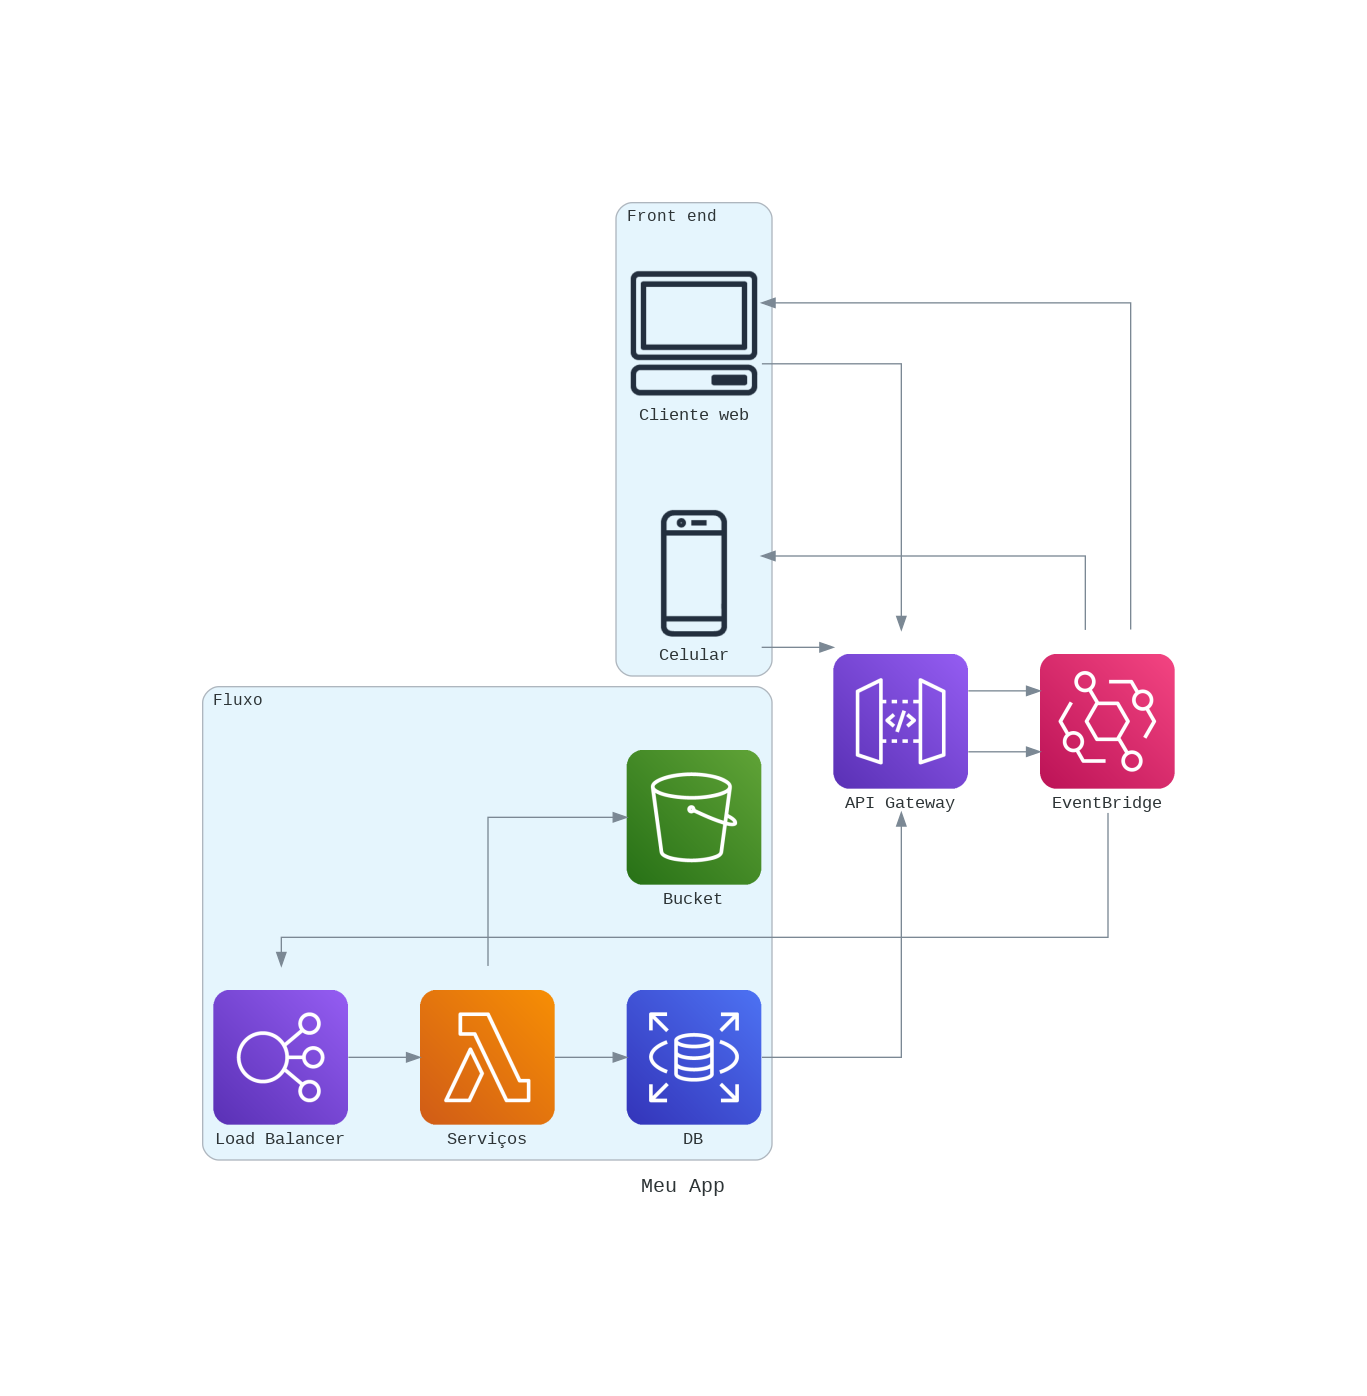 Front end
Cliente web
Celular
Fluxo
API Gateway
EventBridge
Bucket
Load Balancer
Serviços
DB
Meu App